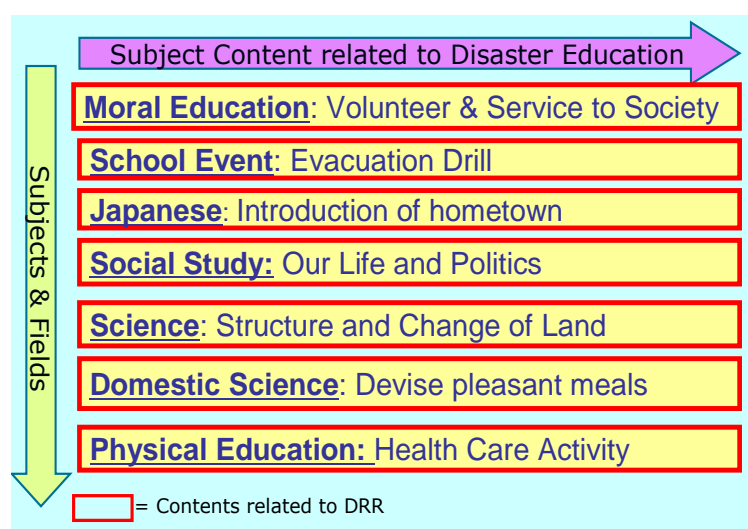 Subject Content related to Disaster Education
Subjects & Fields
Moral Education: Volunteer & Service to Society
School Event: Evacuation Drill
Japanese: Introduction of hometown
Social Study: Our Life and Politics
Science: Structure and Change of Land
Domestic Science: Devise pleasant meals
Physical Education: Health Care Activity
= Contents related to DRR